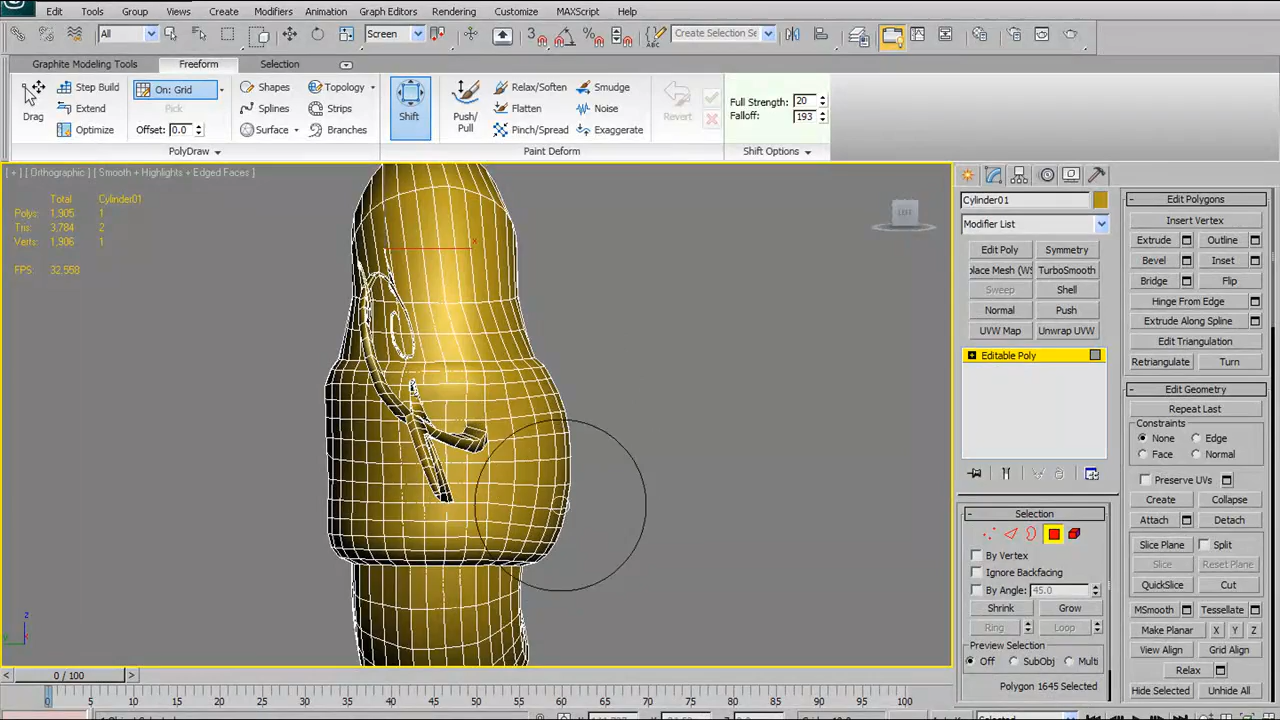 Edit Tools Group Views Create Modifiers Animation Graph Editors Rendering Customize MAXScript Help
All Screen Create Selection Se
Graphite Modeling Tools Freeform Selection
Step Build On: Grid Shapes Topology Relax/Soften Smudge
Full Strength: 20
Drag Extend Pick Splines Strips Shift Push/ Pull Flatten Noise Revert
Falloff: 193
Optimize Offset: 0.0 Surface Branches Pinch/Spread Exaggerate
PolyDraw Paint Deform Shift Options
[ + ] [ Orthographic ] [ Smooth + Highlights + Edged Faces ]
Total Cylinder01
Polys: 1,905 1
Tris: 3,784 2
Verts: 1,906 1
FPS: 32.558
LEFT
x
z
Cylinder01
Modifier List
Edit Poly Symmetry
place Mesh (WS TurboSmooth
Sweep Shell
Normal Push
UVW Map Unwrap UVW
Editable Poly
Selection
By Vertex
Ignore Backfacing
By Angle: 45.0
Shrink Grow
Ring Loop
Preview Selection
Off SubObj Multi
Polygon 1645 Selected
Edit Polygons
Insert Vertex
Extrude Outline
Bevel Inset
Bridge Flip
Hinge From Edge
Extrude Along Spline
Edit Triangulation
Retriangulate Turn
Edit Geometry
Repeat Last
Constraints
None Edge
Face Normal
Preserve UVs
Create Collapse
Attach Detach
Slice Plane Split
Slice Reset Plane
QuickSlice Cut
MSmooth Tessellate
Make Planar X Y Z
View Align Grid Align
Relax
Hide Selected Unhide All
< 0 / 100 >
0 5 10 15 20 25 30 35 40 45 50 55 60 65 70 75 80 85 90 95 100